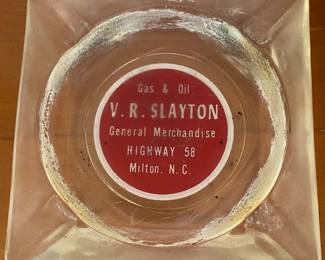 Gas & Oil
V. R. SLAYTON
General Merchandise
HIGHWAY 58
Milton, N. C.